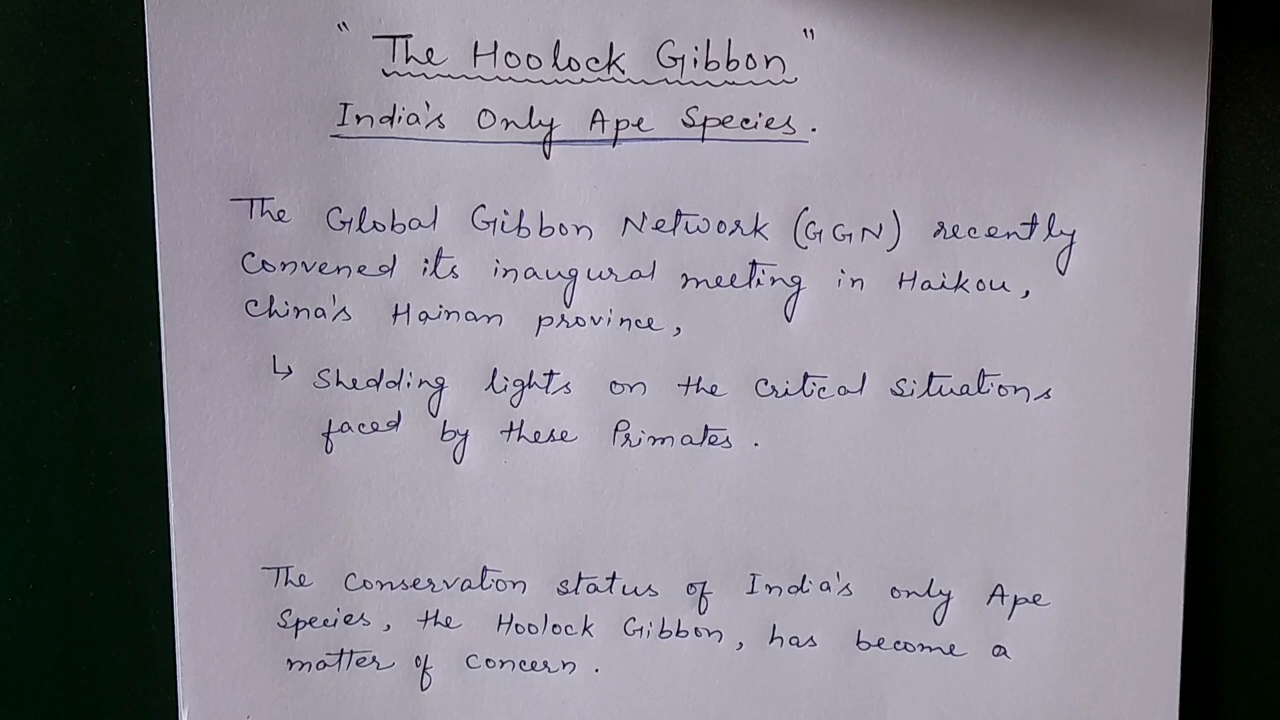 "The Hoolock Gibbon"
India's Only Ape Species.
The Global Gibbon Network (GGN) recently
convened its inaugural meeting in Haikou,
China's Hainan province,
↳ Shedding lights on the critical situations
faced by these Primates.
The conservation status of India's only Ape
Species, the Hoolock Gibbon, has become a
matter of concern.